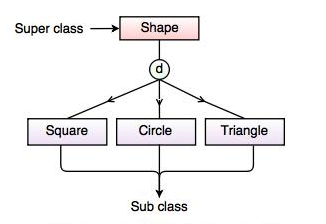 Super class
Shape
d
Square
Circle
Triangle
Sub class